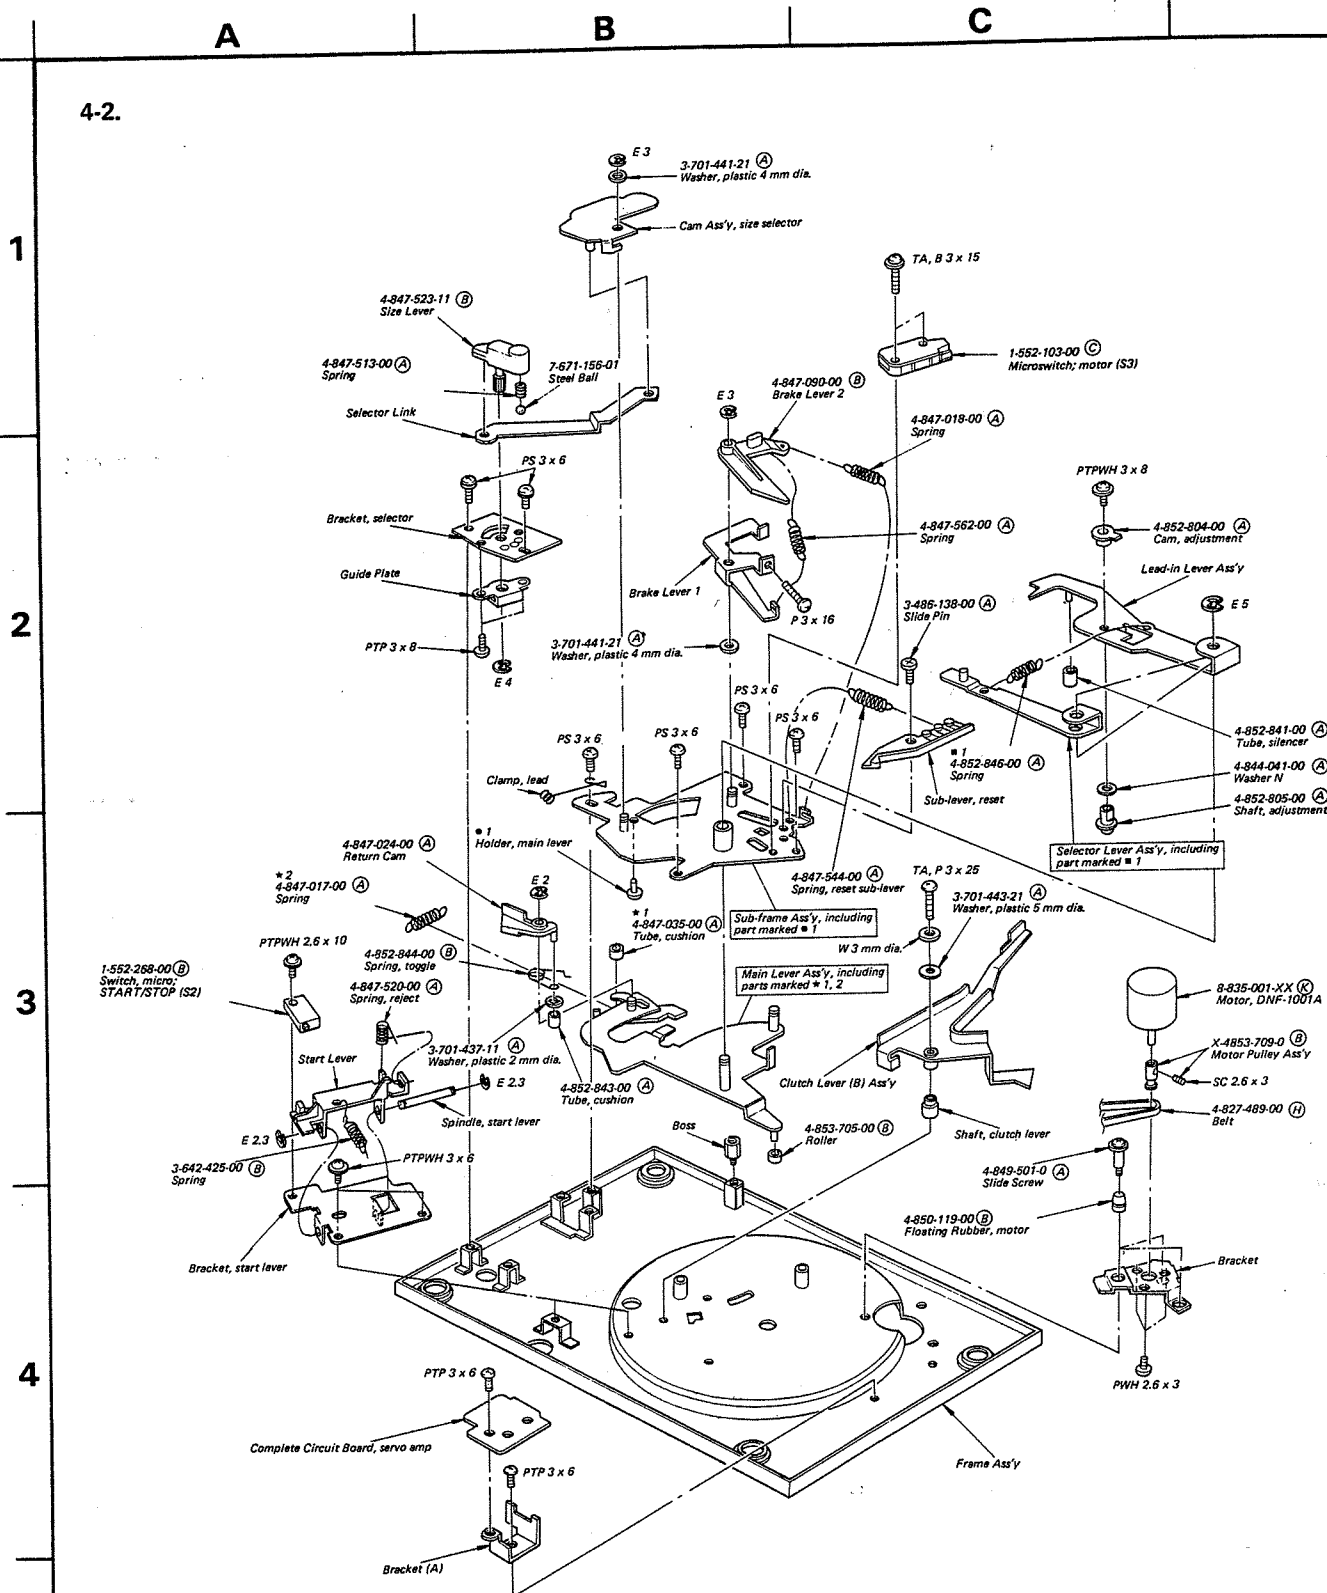 A
B
C
4-2.
1
2
3
4
E 3
3-701-441-21 Ⓐ
Washer, plastic 4 mm dia.
Cam Ass'y, size selector
TA, B 3 x 15
4-847-523-11 Ⓑ
Size Lever
4-847-513-00 Ⓐ
Spring
7-671-156-01
Steel Ball
Selector Link
1-552-103-00 Ⓒ
Microswitch; motor (S3)
E 3
4-847-090-00 Ⓑ
Brake Lever 2
4-847-018-00 Ⓐ
Spring
PS 3 x 6
PTPWH 3 x 8
Bracket, selector
4-847-562-00 Ⓐ
Spring
4-852-804-00 Ⓐ
Cam, adjustment
Lead-in Lever Ass'y
Guide Plate
Brake Lever 1
P 3 x 16
3-486-138-00 Ⓐ
Slide Pin
E 5
PTP 3 x 8
E 4
3-701-441-21 Ⓐ
Washer, plastic 4 mm dia.
PS 3 x 6
PS 3 x 6
PS 3 x 6
PS 3 x 6
4-852-841-00 Ⓐ
Tube, silencer
■ 1
4-852-846-00 Ⓐ
Spring
4-844-041-00 Ⓐ
Washer N
Clamp, lead
Sub-lever, reset
4-852-805-00 Ⓐ
Shaft, adjustment
● 1
Holder, main lever
4-847-024-00 Ⓐ
Return Cam
Selector Lever Ass'y, including
part marked ■ 1
4-847-544-00 Ⓐ
Spring, reset sub-lever
TA, P 3 x 25
★ 2
4-847-017-00 Ⓐ
Spring
E 2
3-701-443-21 Ⓐ
Washer, plastic 5 mm dia.
★ 1
4-847-035-00 Ⓐ
Tube, cushion
Sub-frame Ass'y, including
part marked ● 1
W 3 mm dia.
PTPWH 2.6 x 10
4-852-844-00 Ⓑ
Spring, toggle
1-552-268-00 Ⓑ
Switch, micro;
START/STOP (S2)
Main Lever Ass'y, including
parts marked ★ 1, 2
4-847-520-00 Ⓐ
Spring, reject
8-835-001-XX Ⓚ
Motor, DNF-1001A
3-701-437-11 Ⓐ
Washer, plastic 2 mm dia.
Start Lever
X-4853-709-0 Ⓑ
Motor Pulley Ass'y
E 2.3
4-852-843-00 Ⓐ
Tube, cushion
Clutch Lever (B) Ass'y
SC 2.6 x 3
Spindle, start lever
4-827-489-00 Ⓗ
Belt
Boss
4-853-705-00 Ⓑ
Roller
Shaft, clutch lever
E 2.3
PTPWH 3 x 6
3-642-425-00 Ⓑ
Spring
4-849-501-0 Ⓐ
Slide Screw
4-850-119-00 Ⓑ
Floating Rubber, motor
Bracket, start lever
Bracket
PTP 3 x 6
PWH 2.6 x 3
Complete Circuit Board, servo amp
Frame Ass'y
PTP 3 x 6
Bracket (A)